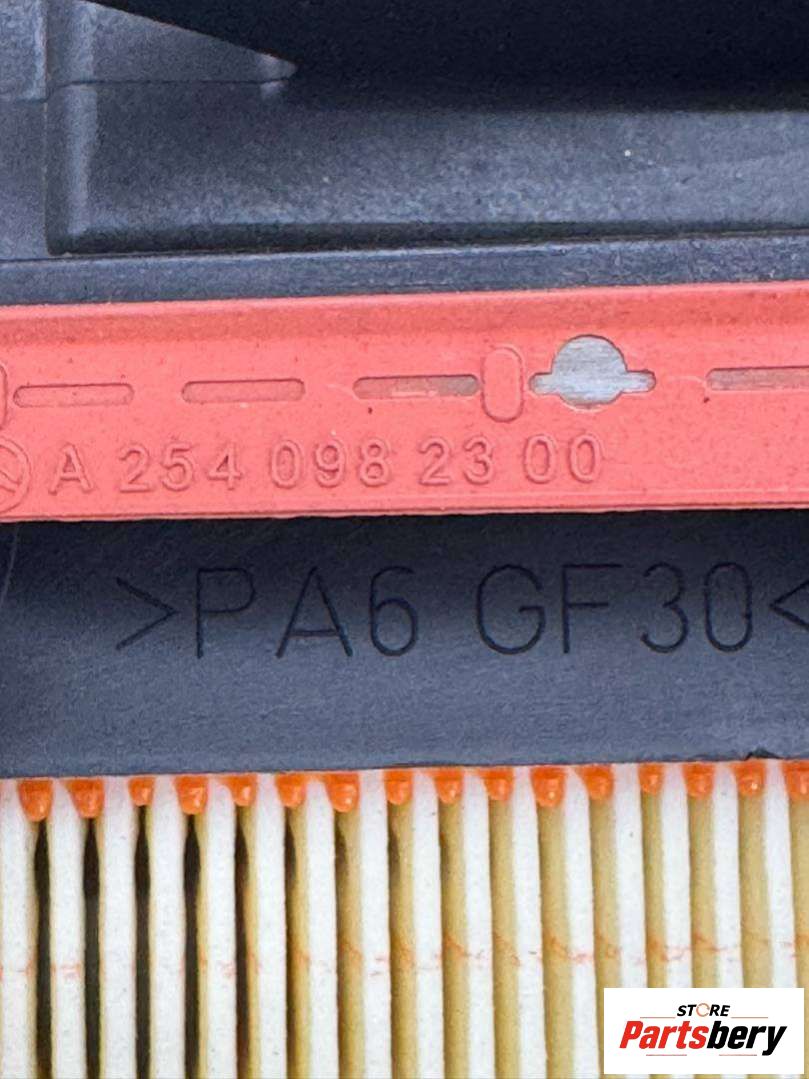 A 254 098 23 00
>PA6 GF30<
STORE
Partsbery